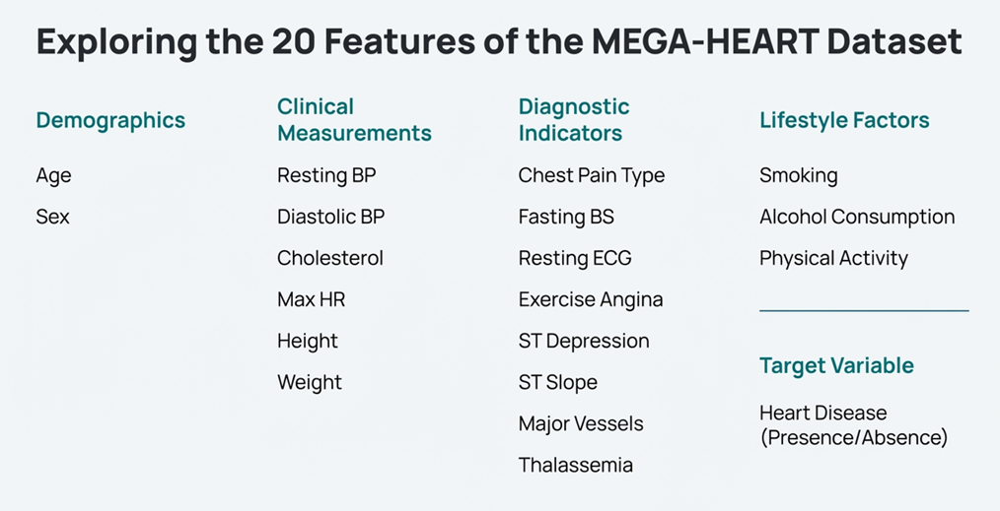 Exploring the 20 Features of the MEGA-HEART Dataset
Demographics
Age
Sex
Clinical
Measurements
Resting BP
Diastolic BP
Cholesterol
Max HR
Height
Weight
Diagnostic
Indicators
Chest Pain Type
Fasting BS
Resting ECG
Exercise Angina
ST Depression
ST Slope
Major Vessels
Thalassemia
Lifestyle Factors
Smoking
Alcohol Consumption
Physical Activity
Target Variable
Heart Disease
(Presence/Absence)